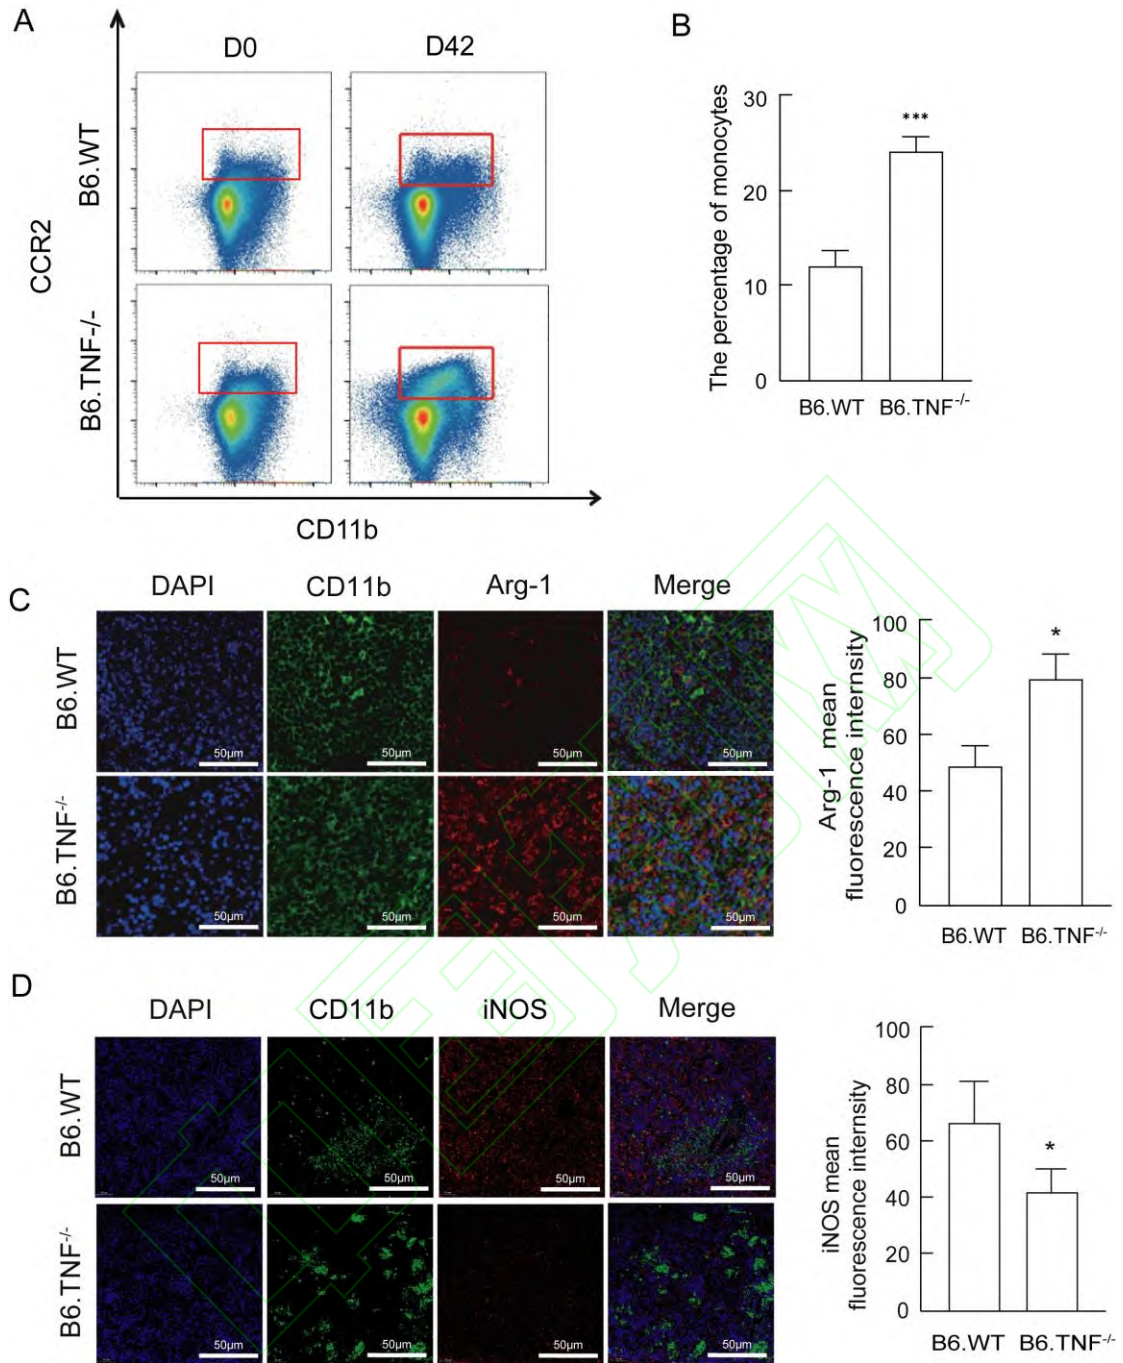 A
D0
D42
B6.WT
B6.TNF-/-
CCR2
CD11b
B
The percentage of monocytes
30
20
10
0
***
B6.WT
B6.TNF-/-
C
DAPI
CD11b
Arg-1
Merge
B6.WT
50µm
50µm
50µm
50µm
B6.TNF-/-
50µm
50µm
50µm
50µm
Arg-1 mean
fluorescence internsity
100
80
60
40
20
0
*
B6.WT
B6.TNF-/-
D
DAPI
CD11b
iNOS
Merge
B6.WT
50µm
50µm
50µm
50µm
B6.TNF-/-
50µm
50µm
50µm
50µm
iNOS mean
fluorescence internsity
100
80
60
40
20
0
*
B6.WT
B6.TNF-/-